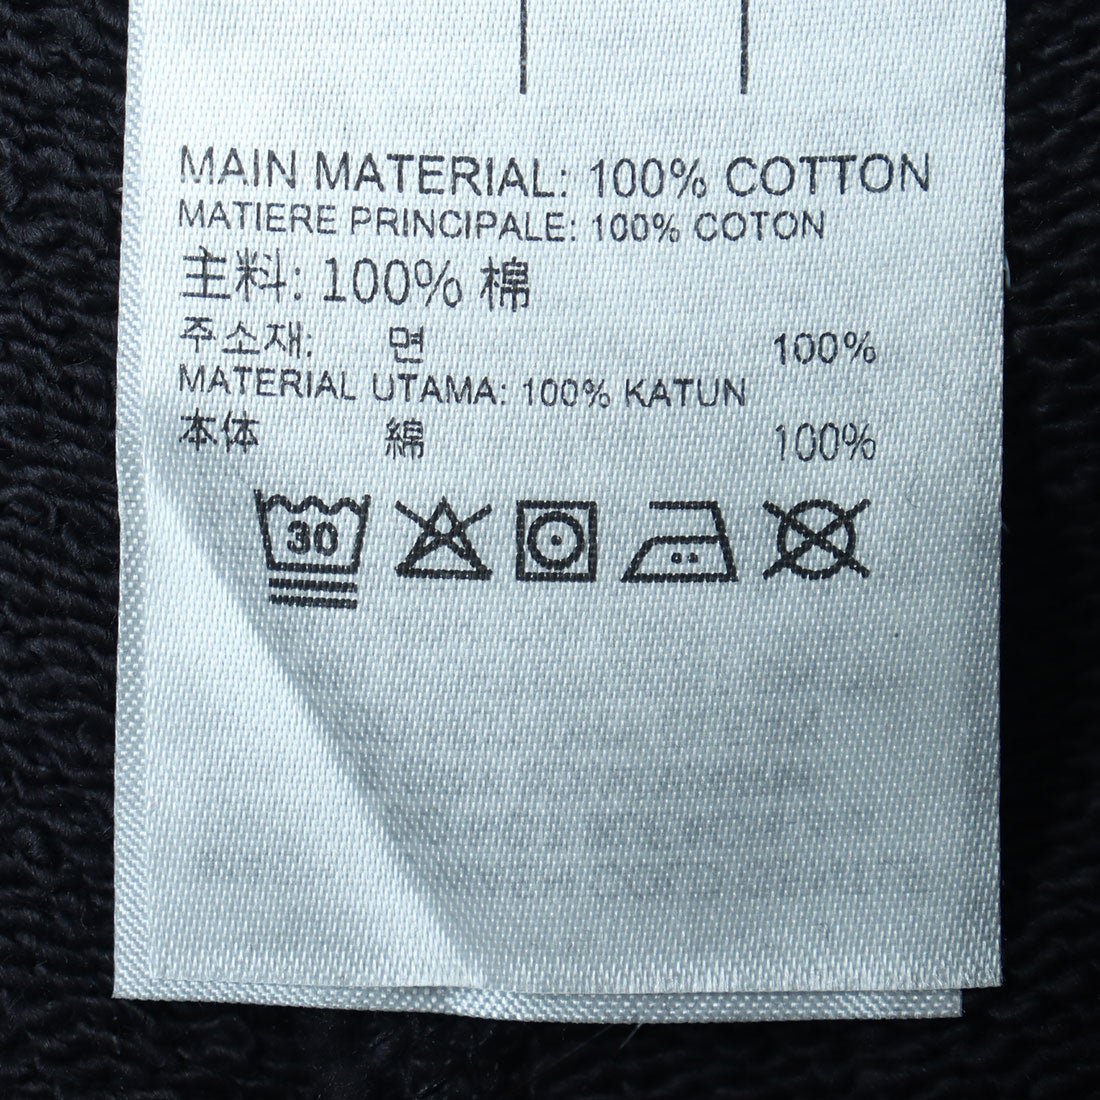 MAIN MATERIAL: 100% COTTON
MATIERE PRINCIPALE: 100% COTON
主料: 100% 棉
주소재: 면 100%
MATERIAL UTAMA: 100% KATUN
本体 綿 100%
30